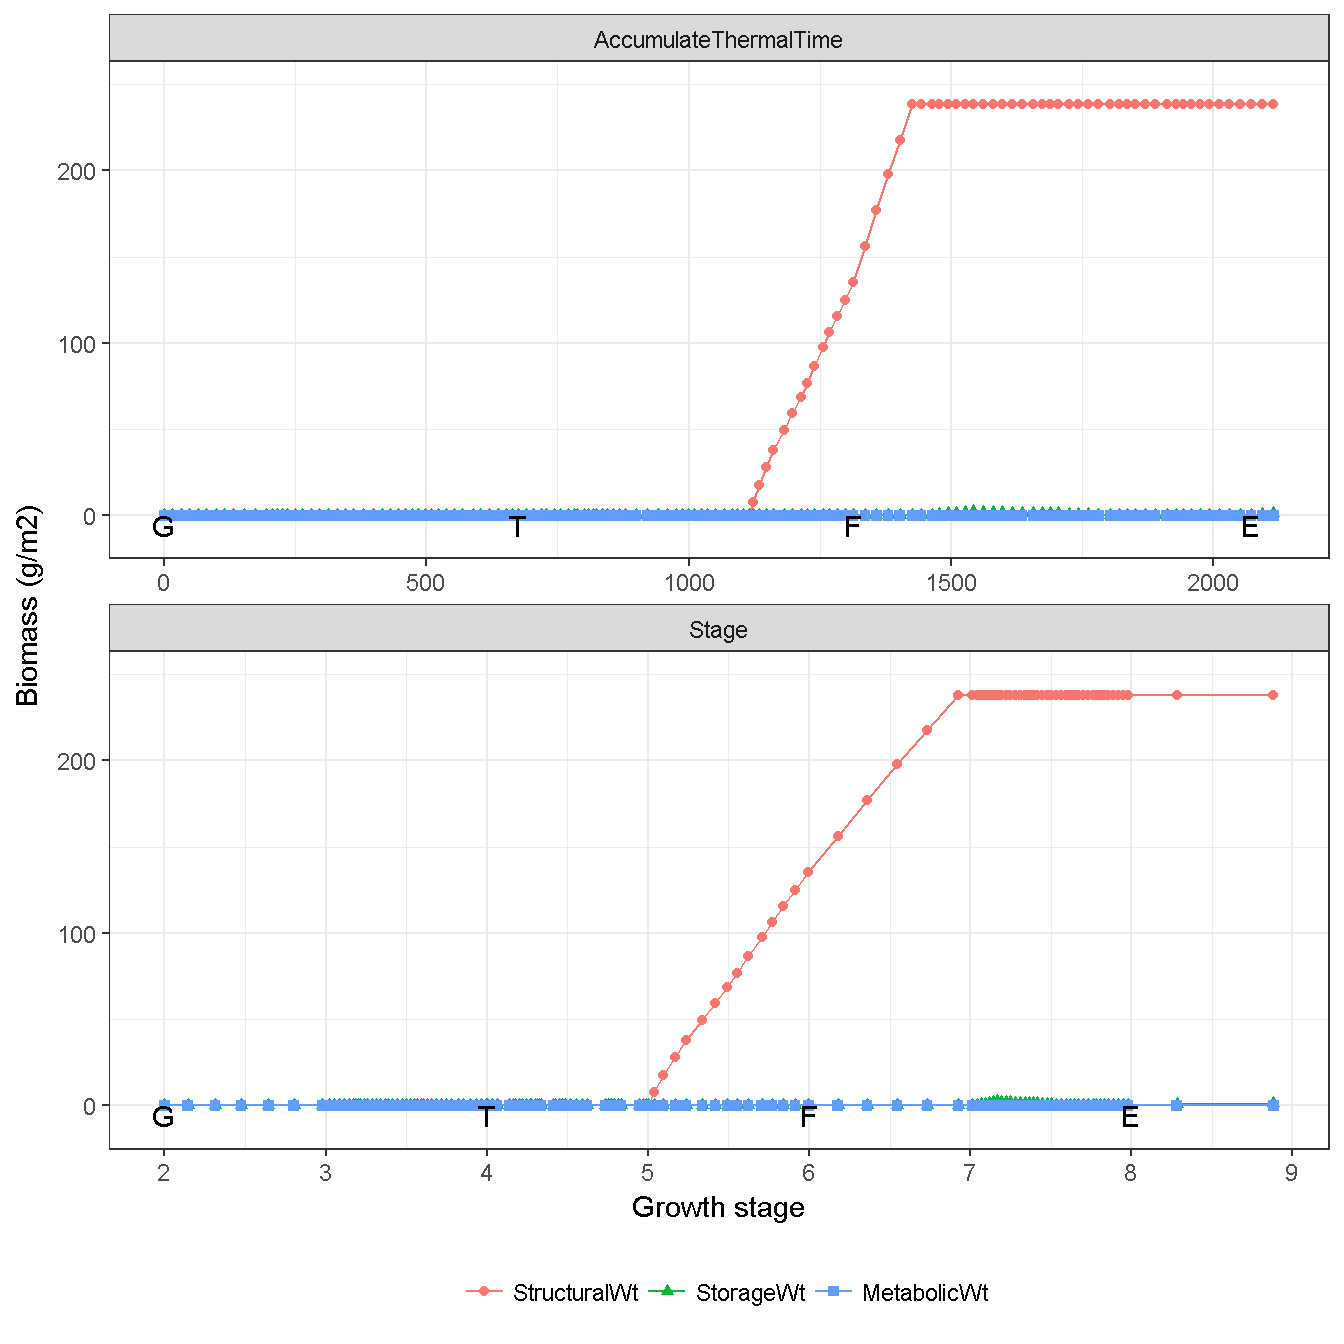 AccumulateThermalTime
200
100
0
G T F E
0 500 1000 1500 2000
Biomass (g/m2)
Stage
200
100
0
G T F E
2 3 4 5 6 7 8 9
Growth stage
StructuralWt StorageWt MetabolicWt